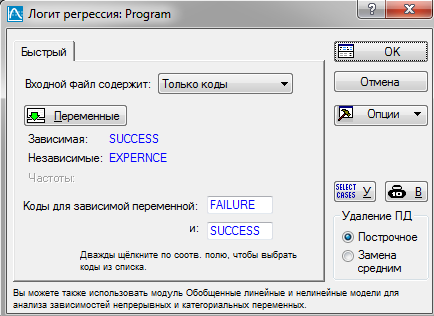 Логит регрессия: Program
Быстрый
Входной файл содержит: Только коды
Переменные
Зависимая: SUCCESS
Независимые: EXPERNCE
Частоты:
Коды для зависимой переменной: FAILURE
и: SUCCESS
Дважды щёлкните по соотв. полю, чтобы выбрать
коды из списка.
OK
Отмена
Опции
SELECT CASES У
В
Удаление ПД
Построчное
Замена
средним
Вы можете также использовать модуль Обобщенные линейные и нелинейные модели для
анализа зависимостей непрерывных и категориальных переменных.